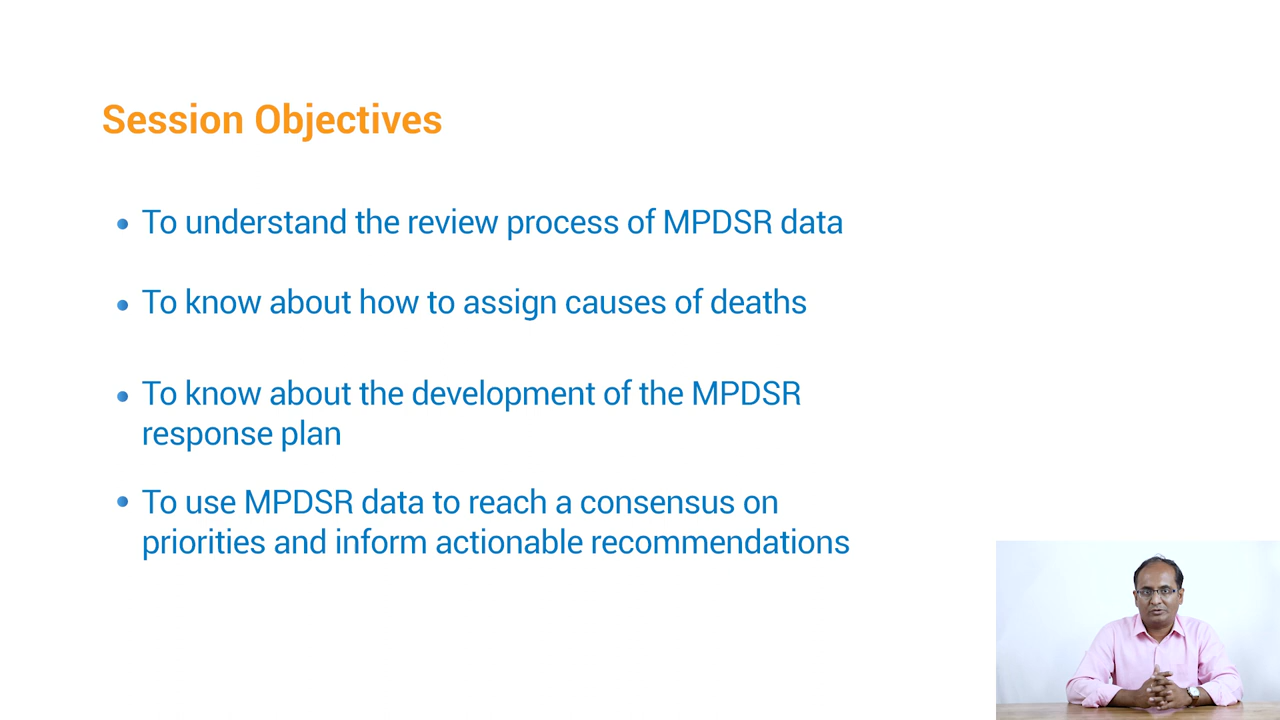 Session Objectives
To understand the review process of MPDSR data
To know about how to assign causes of deaths
To know about the development of the MPDSR
response plan
To use MPDSR data to reach a consensus on
priorities and inform actionable recommendations